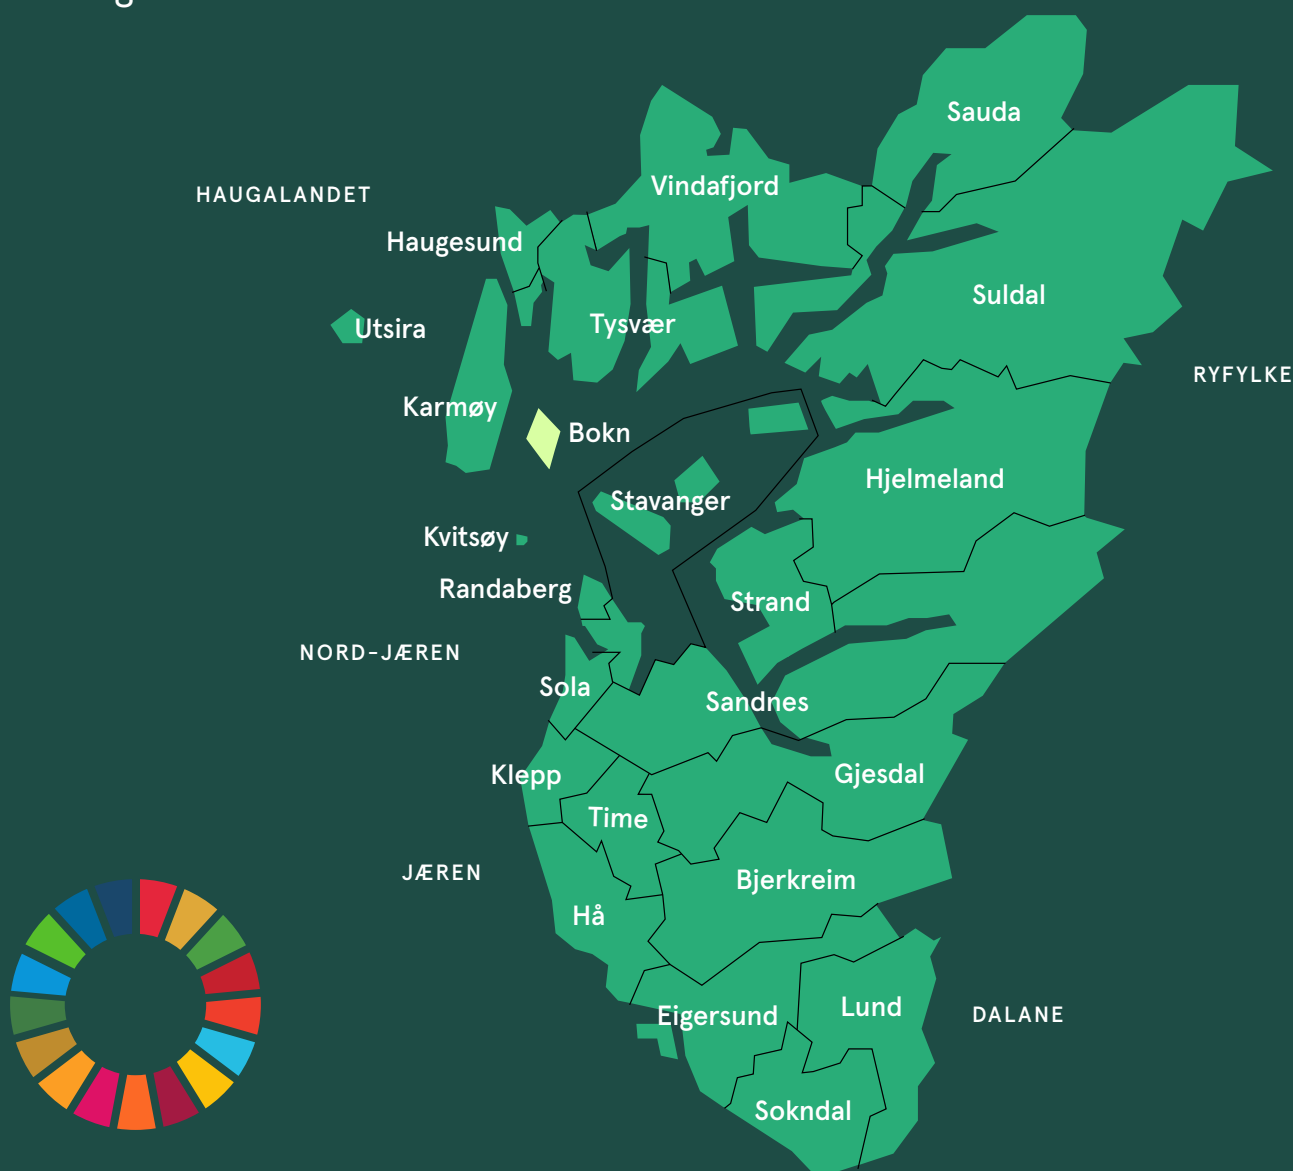 Sauda
Vindafjord
HAUGALANDET
Haugesund
Suldal
Utsira
Tysvær
RYFYLKE
Karmøy
Bokn
Hjelmeland
Stavanger
Kvitsøy
Randaberg
Strand
NORD-JÆREN
Sola
Sandnes
Klepp
Gjesdal
Time
JÆREN
Bjerkreim
Hå
Eigersund
Lund
DALANE
Sokndal